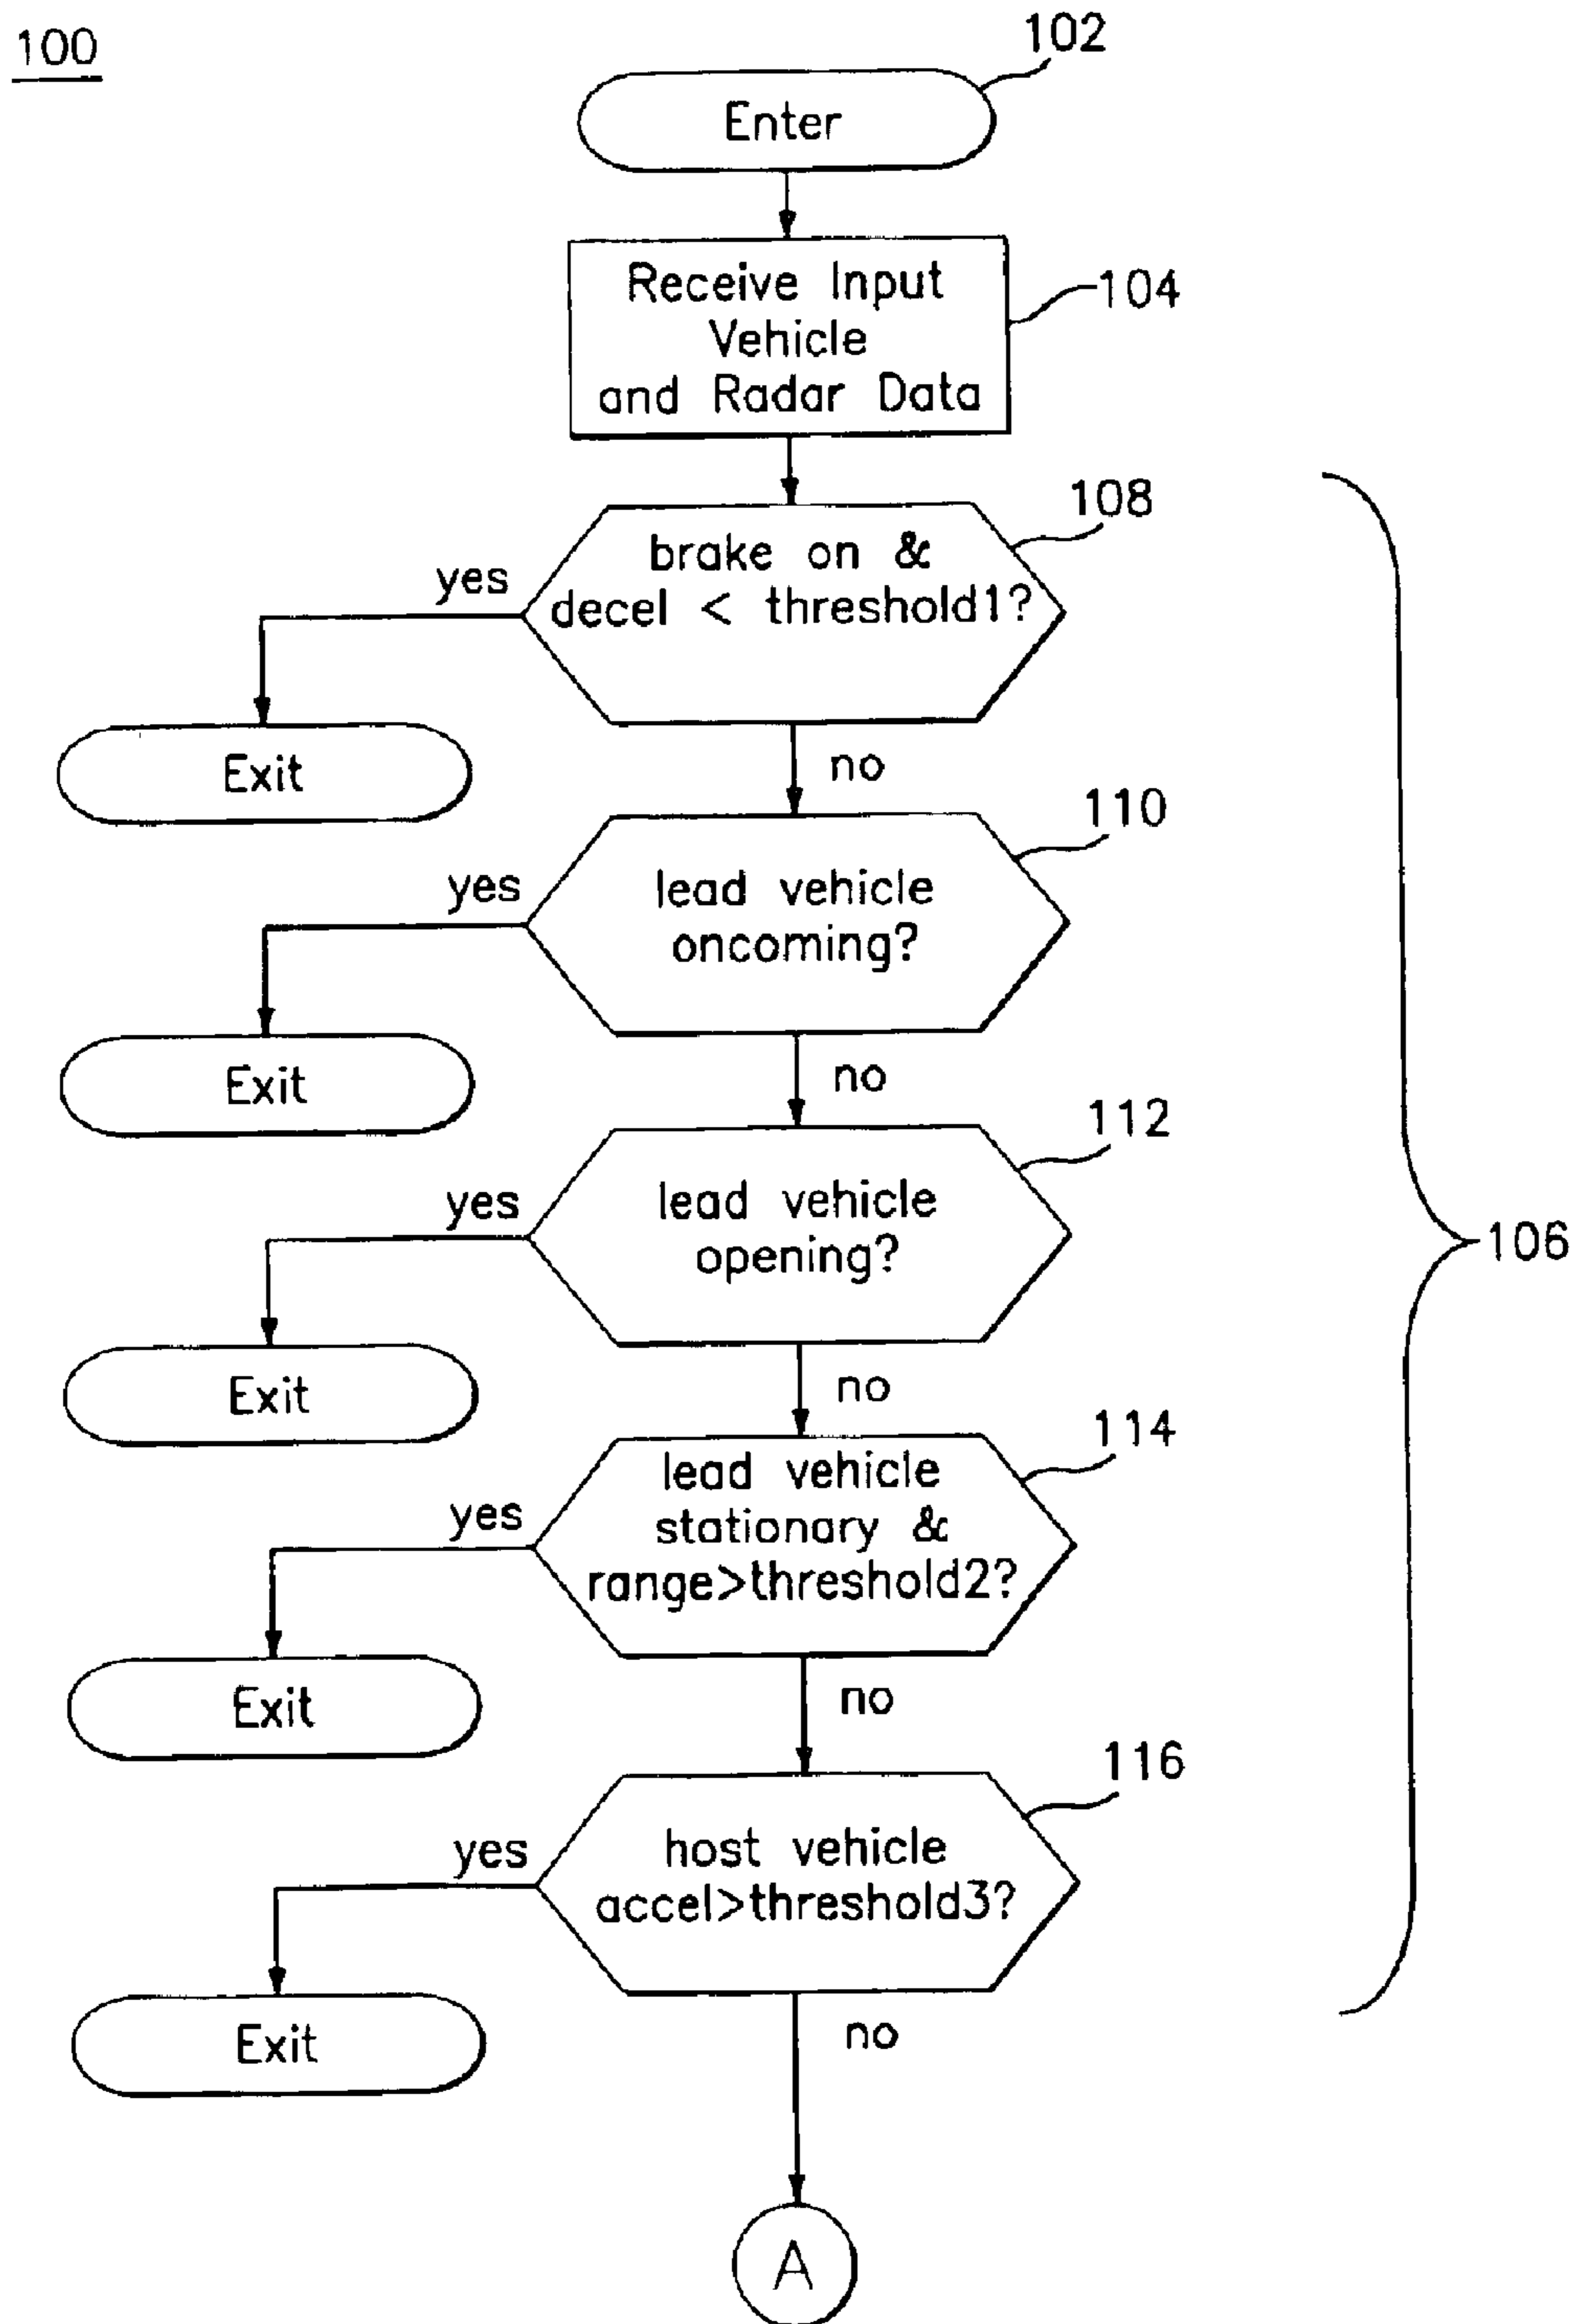 100
102
Enter
Receive Input
Vehicle
and Radar Data
104
108
brake on &
decel < threshold1?
yes
Exit
no
110
lead vehicle
oncoming?
yes
Exit
no
112
lead vehicle
opening?
yes
Exit
no
106
114
lead vehicle
stationary &
range>threshold2?
yes
Exit
no
116
host vehicle
accel>threshold3?
yes
Exit
no
A